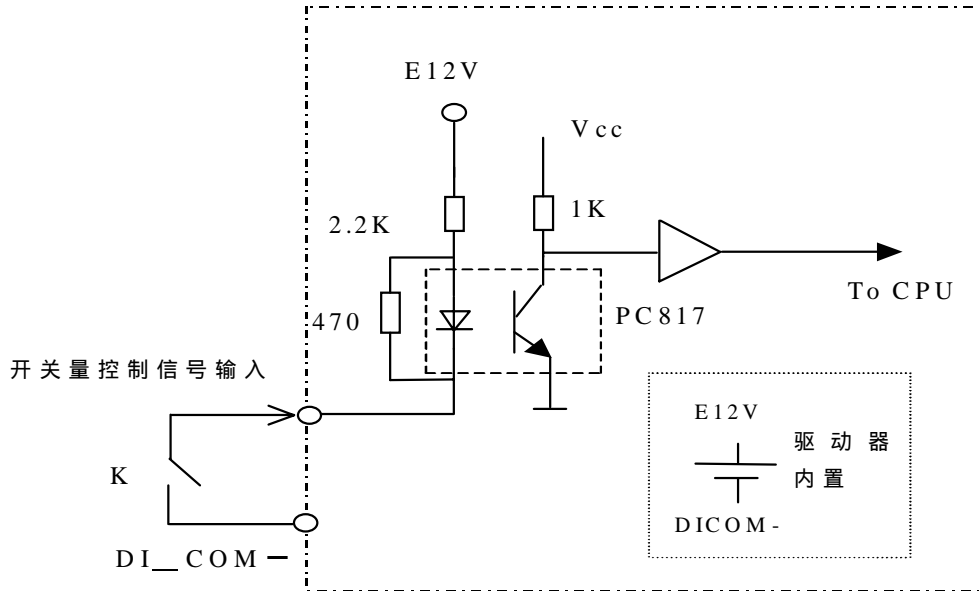 E12V
Vcc
2.2K
1K
To CPU
470
PC817
开关量控制信号输入
E12V
驱动器
内置
K
DICOM-
DI__COM—